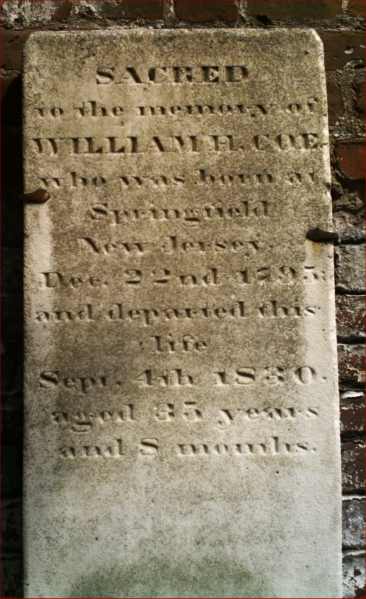 SACRED
to the memory of
WILLIAM H. COE.
who was born at
Springfield
New Jersey.
Dec. 22nd 1795.
and departed this
life
Sept. 4th 1830.
aged 35 years
and 8 months.